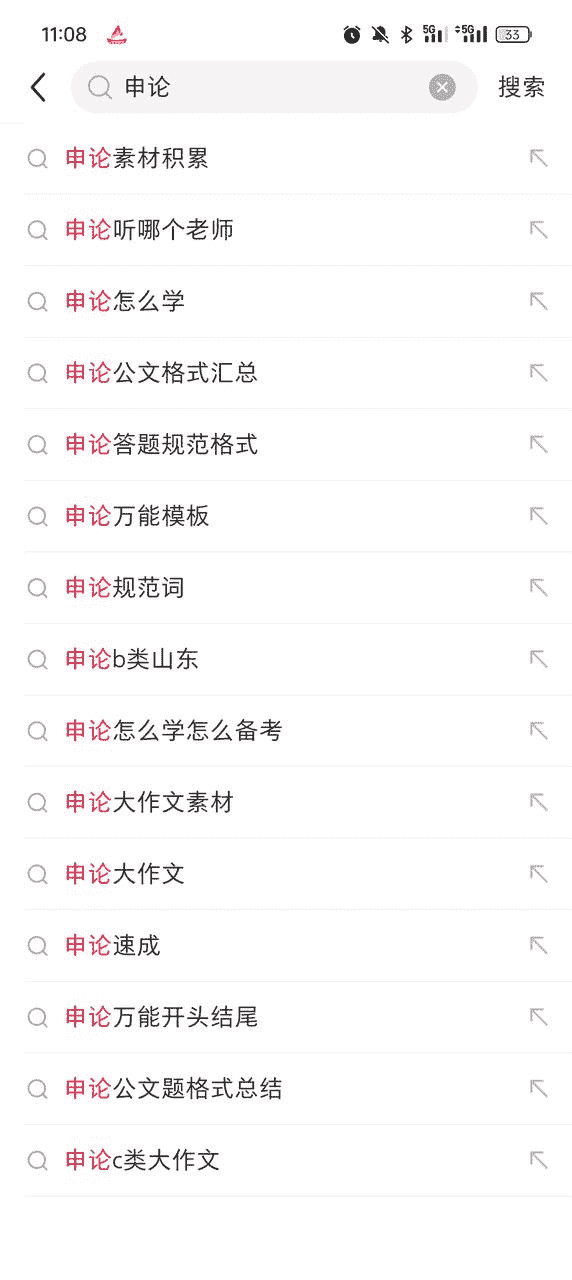 11:08 5G 5G 33
申论 搜索
申论素材积累
申论听哪个老师
申论怎么学
申论公文格式汇总
申论答题规范格式
申论万能模板
申论规范词
申论b类山东
申论怎么学怎么备考
申论大作文素材
申论大作文
申论速成
申论万能开头结尾
申论公文题格式总结
申论c类大作文